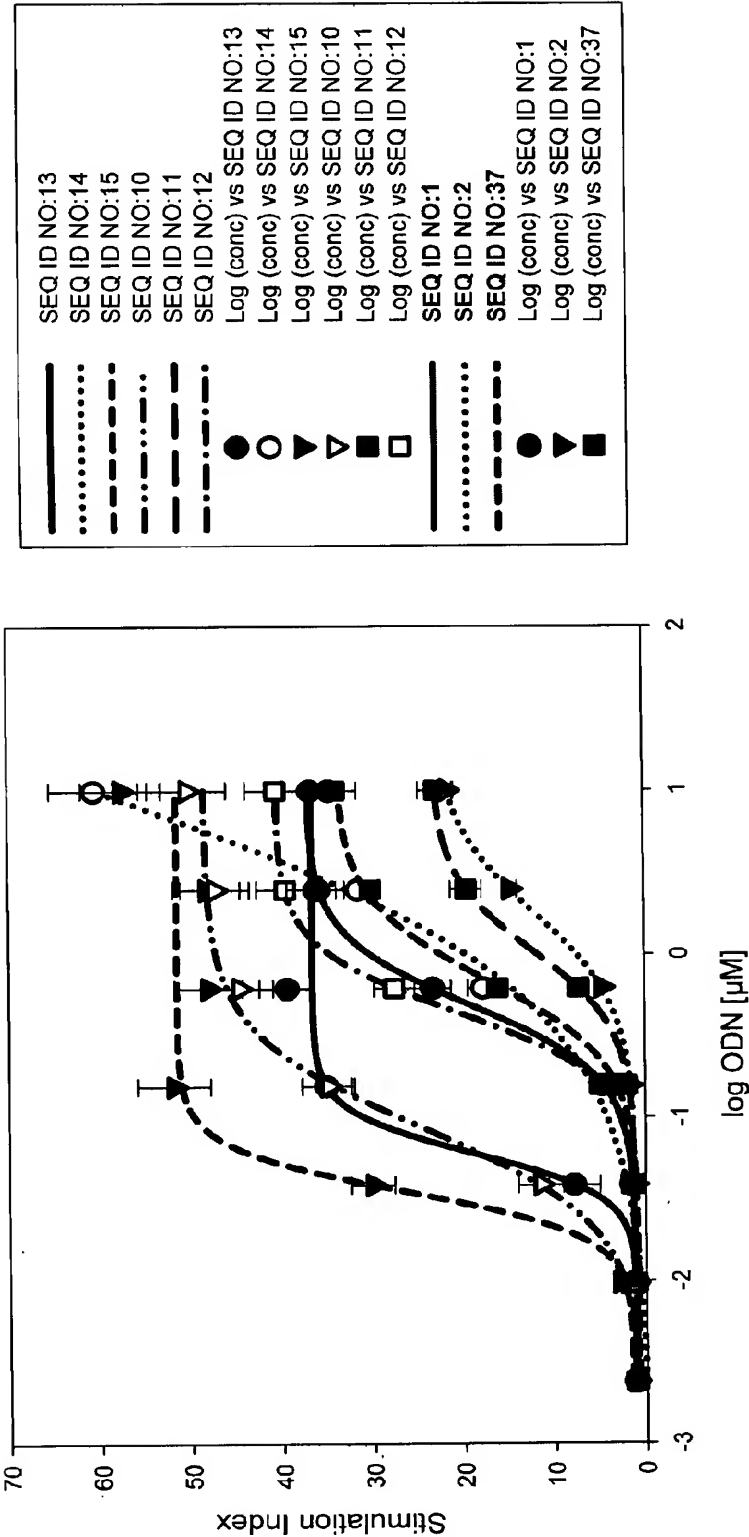 Stimulation Index
70
60
50
40
30
20
10
0
-3
-2
-1
0
1
2
log ODN [µM]
SEQ ID NO:13
SEQ ID NO:14
SEQ ID NO:15
SEQ ID NO:10
SEQ ID NO:11
SEQ ID NO:12
Log (conc) vs SEQ ID NO:13
Log (conc) vs SEQ ID NO:14
Log (conc) vs SEQ ID NO:15
Log (conc) vs SEQ ID NO:10
Log (conc) vs SEQ ID NO:11
Log (conc) vs SEQ ID NO:12
SEQ ID NO:1
SEQ ID NO:2
SEQ ID NO:37
Log (conc) vs SEQ ID NO:1
Log (conc) vs SEQ ID NO:2
Log (conc) vs SEQ ID NO:37